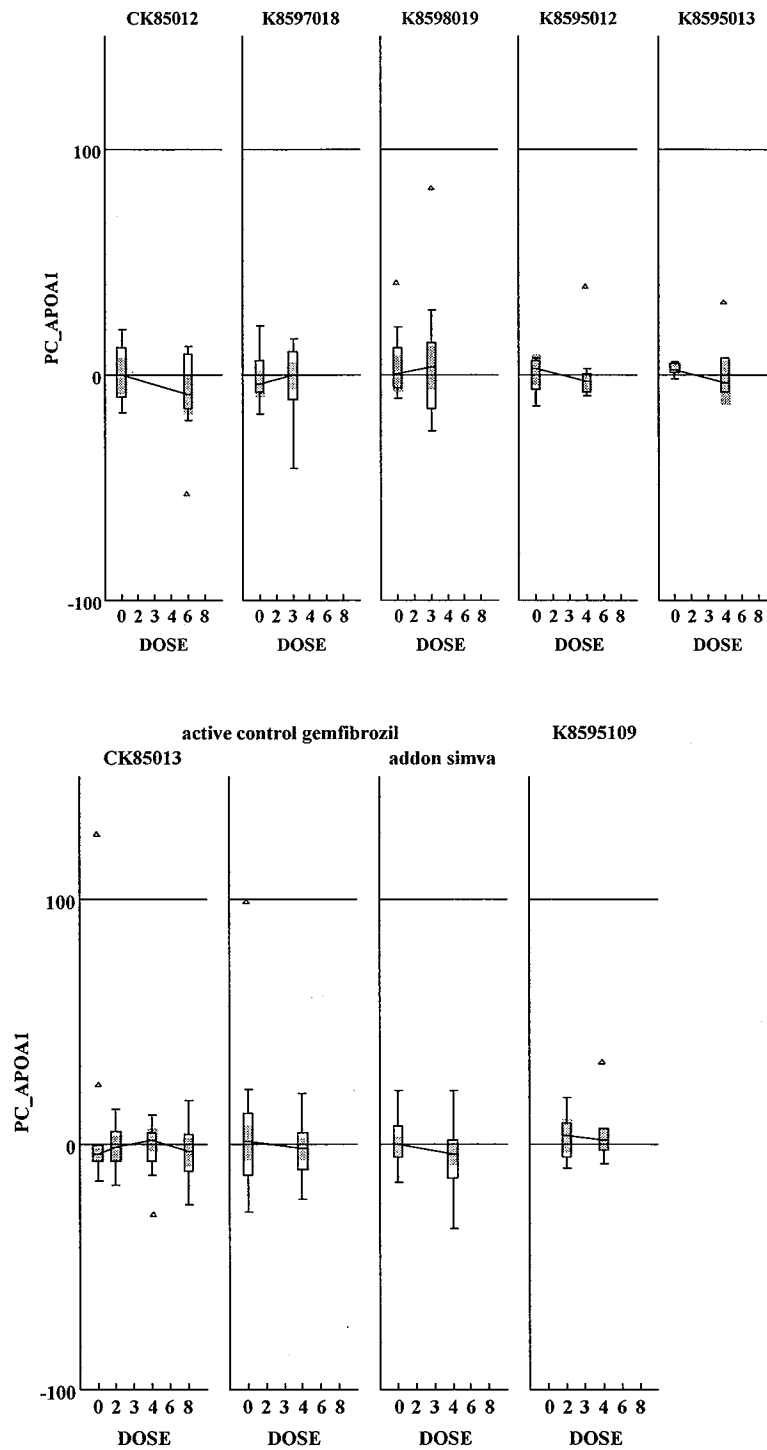 CK85012 K8597018 K8598019 K8595012 K8595013
100
PC_APOA1
0
-100
0 2 3 4 6 8 0 2 3 4 6 8 0 2 3 4 6 8 0 2 3 4 6 8 0 2 3 4 6 8
DOSE DOSE DOSE DOSE DOSE
active control gemfibrozil K8595109
CK85013 addon simva
100
PC_APOA1
0
-100
0 2 3 4 6 8 0 2 3 4 6 8 0 2 3 4 6 8 0 2 3 4 6 8
DOSE DOSE DOSE DOSE